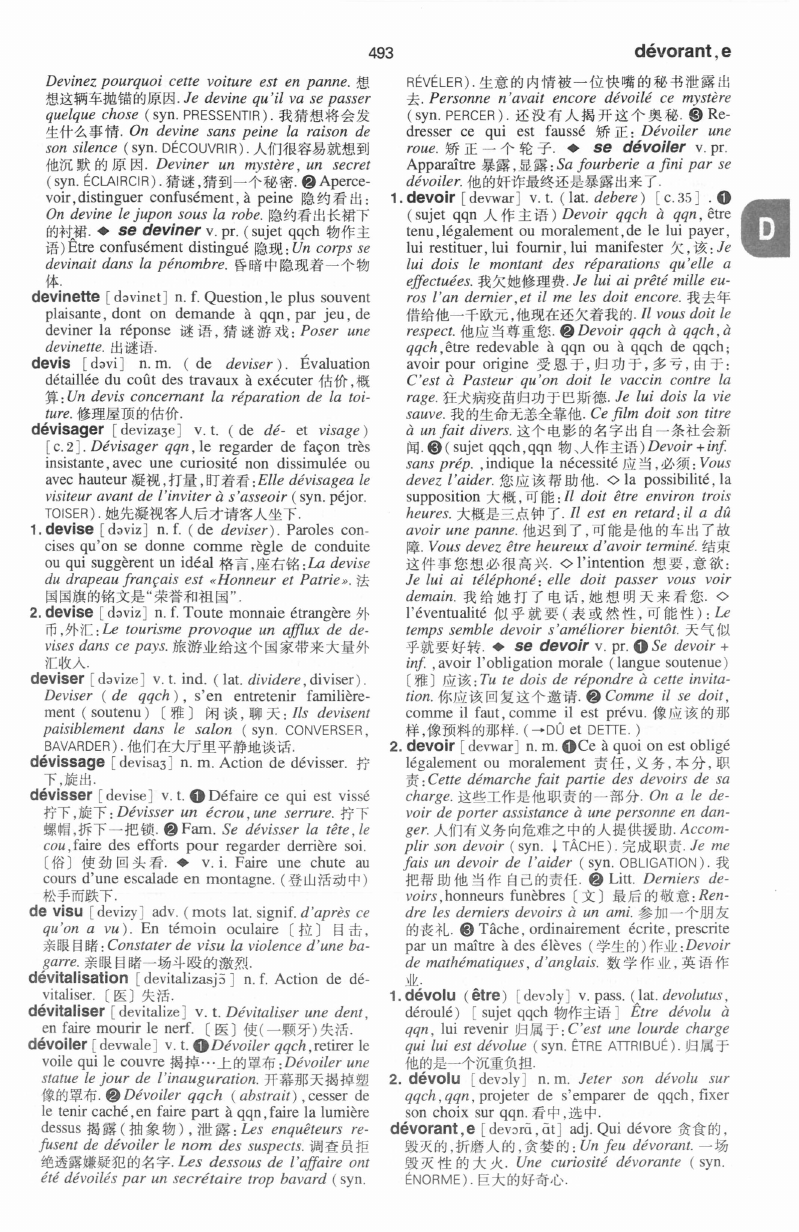 493
dévorant,e
Devinez pourquoi cette voiture est en panne. 想
想这辆车抛锚的原因. Je devine qu'il va se passer
quelque chose (syn. PRESSENTIR). 我猜想将会发
生什么事情. On devine sans peine la raison de
son silence (syn. DÉCOUVRIR). 人们很容易就想到
他沉默的原因. Deviner un mystère, un secret
(syn. ÉCLAIRCIR). 猜谜,猜到一个秘密. ❷ Aperce-
voir,distinguer confusément, à peine 隐约看出:
On devine le jupon sous la robe. 隐约看出长裙下
的衬裙. ◆ se deviner v. pr. (sujet qqch 物作主
语) Être confusément distingué 隐现: Un corps se
devinait dans la pénombre. 昏暗中隐现着一个物
体.
devinette [dəvinɛt] n. f. Question,le plus souvent
plaisante, dont on demande à qqn, par jeu, de
deviner la réponse 谜语,猜谜游戏: Poser une
devinette. 出谜语.
devis [dəvi] n. m. ( de deviser ). Évaluation
détaillée du coût des travaux à exécuter 估价,概
算: Un devis concernant la réparation de la toi-
ture. 修理屋顶的估价.
dévisager [devizaʒe] v. t. ( de dé- et visage)
[c.2]. Dévisager qqn, le regarder de façon très
insistante,avec une curiosité non dissimulée ou
avec hauteur 凝视,打量,盯着看: Elle dévisagea le
visiteur avant de l'inviter à s'asseoir (syn. péjor.
TOISER). 她先凝视客人后才请客人坐下.
1. devise [dəviz] n. f. ( de deviser). Paroles con-
cises qu'on se donne comme règle de conduite
ou qui suggèrent un idéal 格言,座右铭: La devise
du drapeau français est «Honneur et Patrie». 法
国国旗的铭文是“荣誉和祖国”.
2. devise [dəviz] n. f. Toute monnaie étrangère 外
币,外汇: Le tourisme provoque un afflux de de-
vises dans ce pays. 旅游业给这个国家带来大量外
汇收入.
deviser [dəvize] v. t. ind. (lat. dividere,diviser).
Deviser ( de qqch ), s'en entretenir familière-
ment (soutenu) 〔雅〕 闲谈, 聊天: Ils devisent
paisiblement dans le salon ( syn. CONVERSER,
BAVARDER). 他们在大厅里平静地谈话.
dévissage [devisaʒ] n. m. Action de dévisser. 拧
下,旋出.
dévisser [devise] v. t. ❶ Défaire ce qui est vissé
拧下,旋下: Dévisser un écrou, une serrure. 拧下
螺帽,拆下一把锁. ❷ Fam. Se dévisser la tête, le
cou, faire des efforts pour regarder derrière soi.
〔俗〕使劲回头看. ◆ v. i. Faire une chute au
cours d'une escalade en montagne. (登山活动中)
松手而跌下.
de visu [devizy] adv. (mots lat. signif. d'après ce
qu'on a vu). En témoin oculaire 〔拉〕目击,
亲眼目睹: Constater de visu la violence d'une ba-
garre. 亲眼目睹一场斗殴的激烈.
dévitalisation [devitalizasjɔ̃] n. f. Action de dé-
vitaliser. 〔医〕失活.
dévitaliser [devitalize] v. t. Dévitaliser une dent,
en faire mourir le nerf. 〔医〕使(一颗牙)失活.
dévoiler [devwale] v. t. ❶ Dévoiler qqch,retirer le
voile qui le couvre 揭掉…上的罩布: Dévoiler une
statue le jour de l'inauguration. 开幕那天揭掉塑
像的罩布. ❷ Dévoiler qqch (abstrait), cesser de
le tenir caché,en faire part à qqn,faire la lumière
dessus 揭露(抽象物), 泄露: Les enquêteurs re-
fusent de dévoiler le nom des suspects. 调查员拒
绝透露嫌疑犯的名字. Les dessous de l'affaire ont
été dévoilés par un secrétaire trop bavard (syn.
RÉVÉLER). 生意的内情被一位快嘴的秘书泄露出
去. Personne n'avait encore dévoilé ce mystère
(syn. PERCER). 还没有人揭开这个奥秘. ❸ Re-
dresser ce qui est faussé 矫正: Dévoiler une
roue. 矫正一个轮子. ◆ se dévoiler v. pr.
Apparaître 暴露,显露: Sa fourberie a fini par se
dévoiler. 他的奸诈最终还是暴露出来了.
1. devoir [devwar] v. t. (lat. debere) [c.35]. ❶
(sujet qqn 人作主语) Devoir qqch à qqn, être
tenu,légalement ou moralement,de le lui payer,
lui restituer, lui fournir, lui manifester 欠,该: Je
lui dois le montant des réparations qu'elle a
effectuées. 我欠她修理费. Je lui ai prêté mille eu-
ros l'an dernier,et il me les doit encore. 我去年
借给他一千欧元,他现在还欠着我的. Il vous doit le
respect. 他应当尊重您. ❷ Devoir qqch à qqch,à
qqch,être redevable à qqn ou à qqch de qqch;
avoir pour origine 受恩于,归功于,多亏,由于:
C'est à Pasteur qu'on doit le vaccin contre la
rage. 狂犬病疫苗归功于巴斯德. Je lui dois la vie
sauve. 我的生命无恙全靠他. Ce film doit son titre
à un fait divers. 这个电影的名字出自一条社会新
闻. ❸ (sujet qqch,qqn 物、人作主语) Devoir + inf.
sans prép. ,indique la nécessité 应当,必须: Vous
devez l'aider. 您应该帮助他. ◇ la possibilité, la
supposition 大概,可能: Il doit être environ trois
heures. 大概是三点钟了. Il est en retard; il a dû
avoir une panne. 他迟到了,可能是他的车出了故
障. Vous devez être heureux d'avoir terminé. 结束
这件事您想必很高兴. ◇ l'intention 想要,意欲:
Je lui ai téléphoné: elle doit passer vous voir
demain. 我给她打了电话,她想明天来看您. ◇
l'éventualité 似乎就要(表或然性,可能性): Le
temps semble devoir s'améliorer bientôt. 天气似
乎就要好转. ◆ se devoir v. pr. ❶ Se devoir +
inf. , avoir l'obligation morale (langue soutenue)
〔雅〕应该: Tu te dois de répondre à cette invita-
tion. 你应该回复这个邀请. ❷ Comme il se doit,
comme il faut, comme il est prévu. 像应该的那
样,像预料的那样. (→DÛ et DETTE. )
2. devoir [devwar] n. m. ❶ Ce à quoi on est obligé
légalement ou moralement 责任,义务,本分,职
责: Cette démarche fait partie des devoirs de sa
charge. 这些工作是他职责的一部分. On a le de-
voir de porter assistance à une personne en dan-
ger. 人们有义务向危难之中的人提供援助. Accom-
plir son devoir (syn. ↓ TÂCHE). 完成职责. Je me
fais un devoir de l'aider ( syn. OBLIGATION ). 我
把帮助他当作自己的责任. ❷ Litt. Derniers de-
voirs,honneurs funèbres 〔文〕最后的敬意: Ren-
dre les derniers devoirs à un ami. 参加一个朋友
的丧礼. ❸ Tâche, ordinairement écrite, prescrite
par un maître à des élèves (学生的)作业: Devoir
de mathématiques, d'anglais. 数学作业, 英语作
业.
D
1. dévolu (être) [devɔly] v. pass. (lat. devolutus,
déroulé) [sujet qqch 物作主语] Être dévolu à
qqn, lui revenir 归属于: C'est une lourde charge
qui lui est dévolue (syn. ÊTRE ATTRIBUÉ). 归属于
他的是一个沉重负担.
2. dévolu [devɔly] n. m. Jeter son dévolu sur
qqch,qqn, projeter de s'emparer de qqch, fixer
son choix sur qqn. 看中,选中.
dévorant,e [devɔrɑ̃, ɑ̃t] adj. Qui dévore 贪食的,
毁灭的,折磨人的,贪婪的: Un feu dévorant. 一场
毁灭性的大火. Une curiosité dévorante (syn.
ÉNORME). 巨大的好奇心.